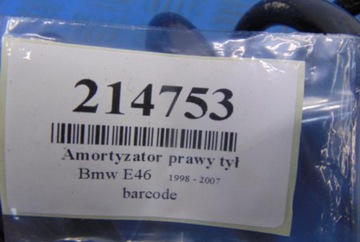 214753
Amortyzator prawy tył
Bmw E46 1998 - 2007
barcode